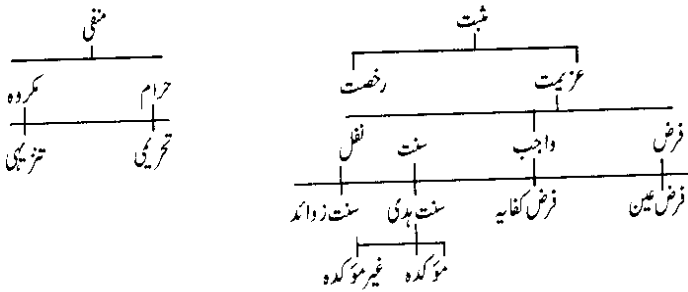 مثبت
عزیمت رخصت
فرض واجب سنت نفل
فرض عین فرض کفایہ سنت ہدی سنت زوائد
مؤکدہ غیر مؤکدہ
منفی
حرام مکروہ
تحریمی تنزیہی